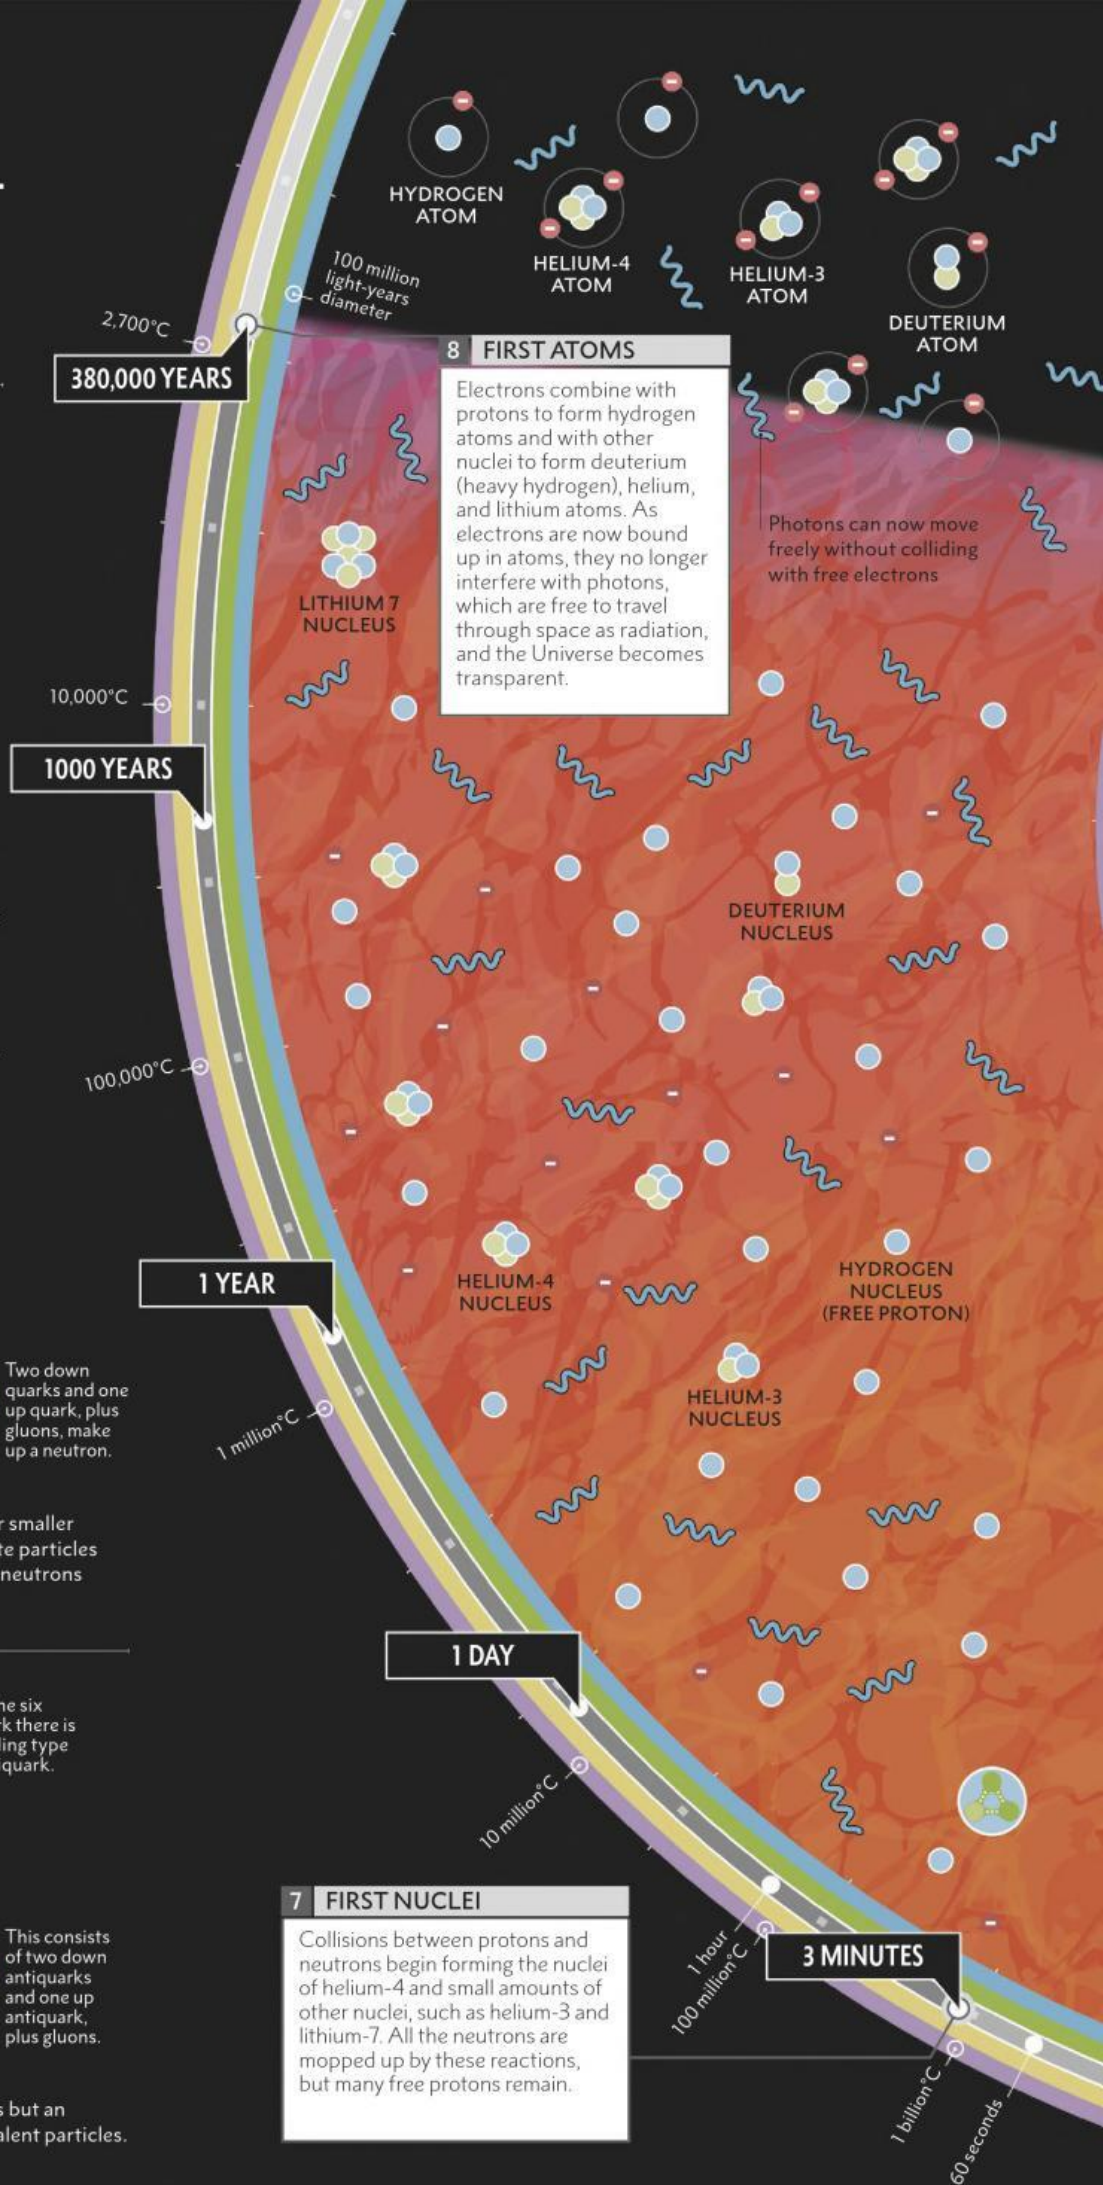 HYDROGEN
ATOM
HELIUM-4
ATOM
HELIUM-3
ATOM
DEUTERIUM
ATOM
100 million
light-years
diameter
2,700°C
380,000 YEARS
8 FIRST ATOMS
Electrons combine with
protons to form hydrogen
atoms and with other
nuclei to form deuterium
(heavy hydrogen), helium,
and lithium atoms. As
electrons are now bound
up in atoms, they no longer
interfere with photons,
which are free to travel
through space as radiation,
and the Universe becomes
transparent.
Photons can now move
freely without colliding
with free electrons
LITHIUM 7
NUCLEUS
10,000°C
1000 YEARS
DEUTERIUM
NUCLEUS
100,000°C
1 YEAR
HELIUM-4
NUCLEUS
HYDROGEN
NUCLEUS
(FREE PROTON)
HELIUM-3
NUCLEUS
Two down
quarks and one
up quark, plus
gluons, make
up a neutron.
1 million°C
smaller
particles
neutrons
1 DAY
six
there is
type
10 million°C
7 FIRST NUCLEI
Collisions between protons and
neutrons begin forming the nuclei
of helium-4 and small amounts of
other nuclei, such as helium-3 and
lithium-7. All the neutrons are
mopped up by these reactions,
but many free protons remain.
This consists
of two down
antiquarks
and one up
antiquark,
plus gluons.
but an
particles.
1 hour
100 million°C
3 MINUTES
1 billion°C
60 seconds